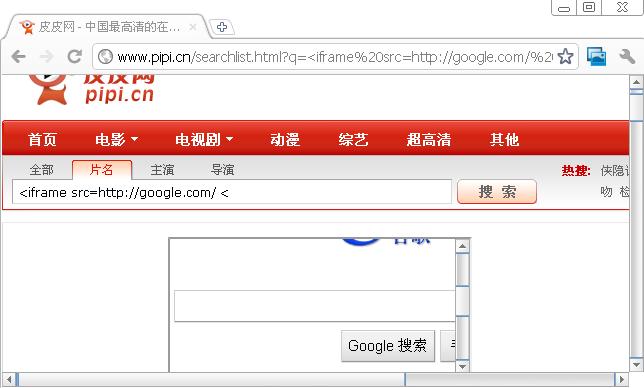 皮皮网 - 中国最高清的在...
www.pipi.cn/searchlist.html?q=<iframe%20src=http://google.com/%20
皮皮网
pipi.cn
首页 电影 电视剧 动漫 综艺 超高清 其他
全部 片名 主演 导演 热搜: 侠隐
<iframe src=http://google.com/ < 搜 索 吻
谷歌
Google 搜索